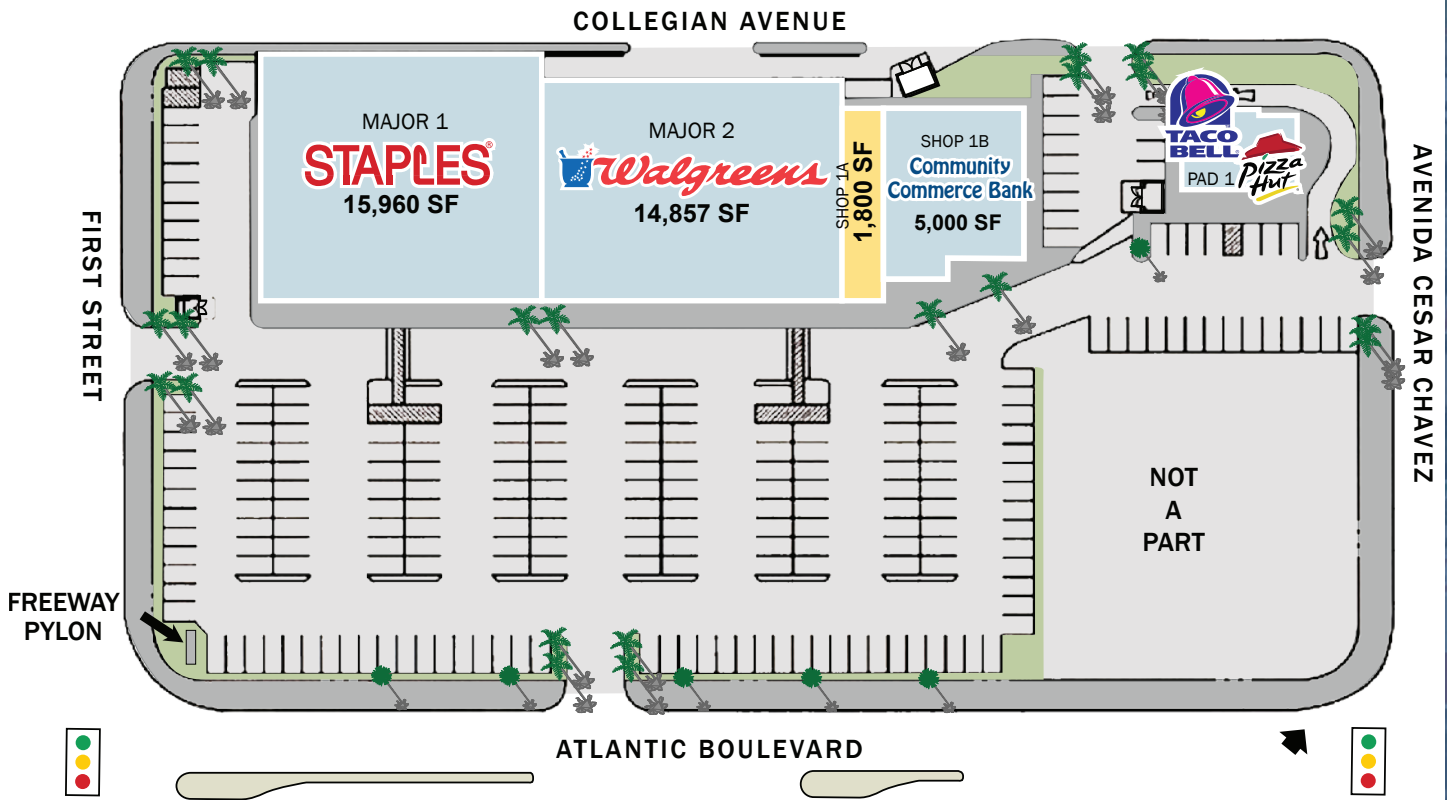 COLLEGIAN AVENUE
MAJOR 1
STAPLES®
15,960 SF
MAJOR 2
Walgreens
14,857 SF
SHOP 1A
1,800 SF
SHOP 1B
Community
Commerce Bank
5,000 SF
TACO
BELL
PAD 1
Pizza
Hut
FIRST STREET
AVENIDA CESAR CHAVEZ
NOT
A
PART
FREEWAY
PYLON
ATLANTIC BOULEVARD